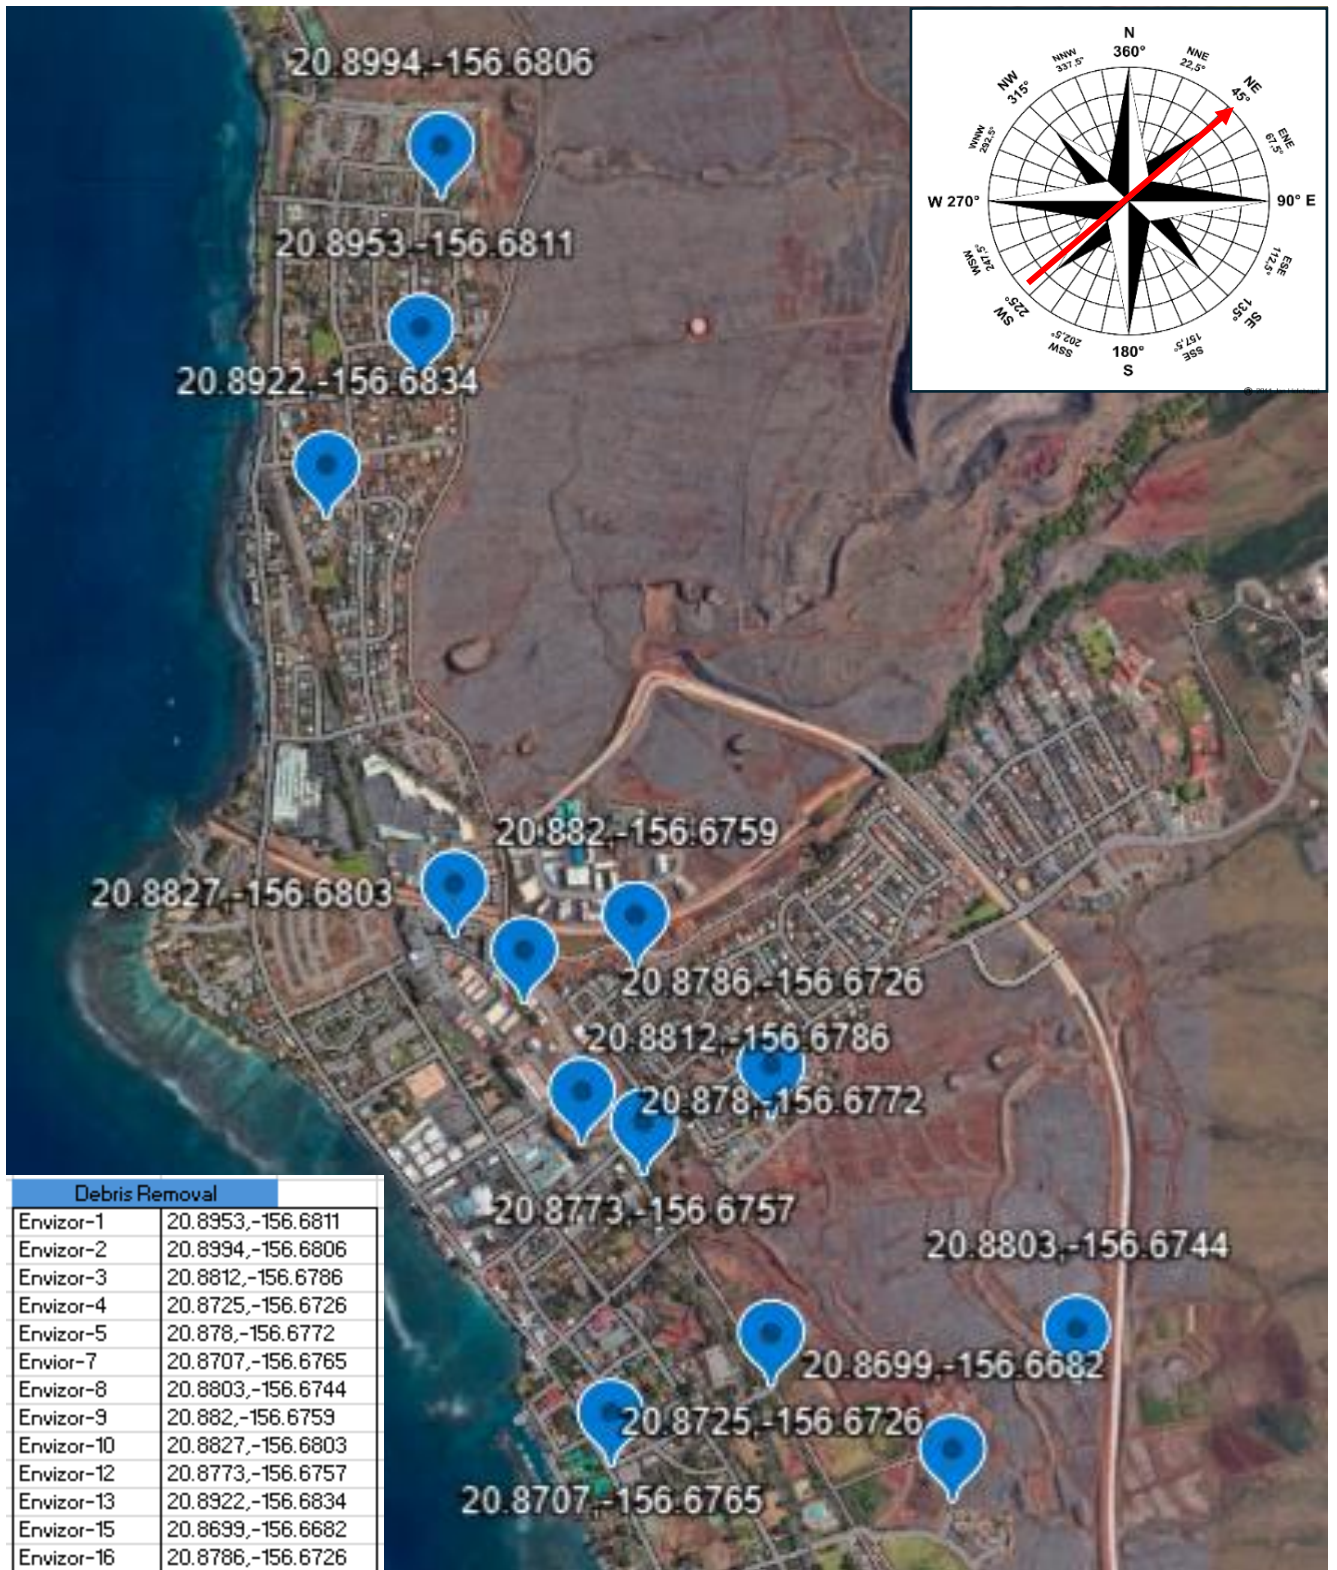 20.8994,-156.6806
20.8953,-156.6811
20.8922,-156.6834
20.882,-156.6759
20.8827,-156.6803
20.8786,-156.6726
20.8812,-156.6786
20.878,-156.6772
20.8773,-156.6757
20.8803,-156.6744
20.8699,-156.6682
20.8725,-156.6726
20.8707,-156.6765
N
360°
NNE
22,5°
NE
45°
ENE
67,5°
90° E
ESE
112,5°
SE
135°
SSE
157,5°
180°
S
SSW
202,5°
SW
225°
WSW
247,5°
W 270°
WNW
292,5°
NW
315°
NNW
337,5°
Debris Removal
Envizor-1 20.8953,-156.6811
Envizor-2 20.8994,-156.6806
Envizor-3 20.8812,-156.6786
Envizor-4 20.8725,-156.6726
Envizor-5 20.878,-156.6772
Envior-7 20.8707,-156.6765
Envizor-8 20.8803,-156.6744
Envizor-9 20.882,-156.6759
Envizor-10 20.8827,-156.6803
Envizor-12 20.8773,-156.6757
Envizor-13 20.8922,-156.6834
Envizor-15 20.8699,-156.6682
Envizor-16 20.8786,-156.6726